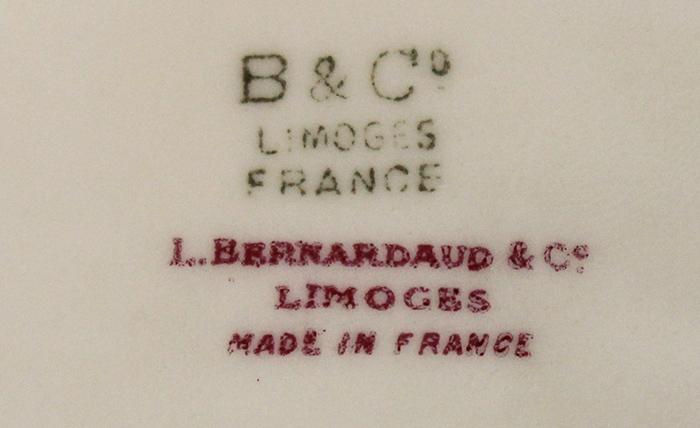 B & Cº
LIMOGES
FRANCE
L. BERNARDAUD & Cº
LIMOGES
MADE IN FRANCE